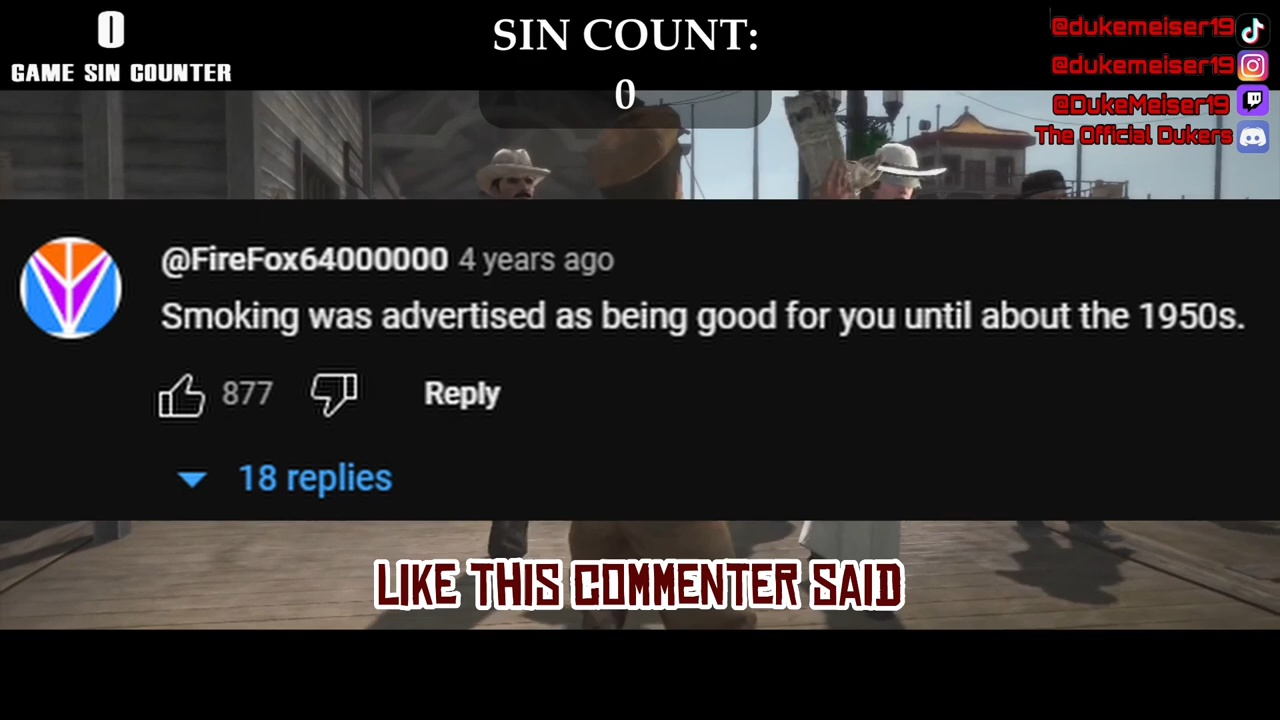 0
GAME SIN COUNTER
SIN COUNT:
0
@dukemeiser19
@dukemeiser19
@DukeMeiser19
The Official Dukers
@FireFox64000000 4 years ago
Smoking was advertised as being good for you until about the 1950s.
877 Reply
18 replies
LIKE THIS COMMENTER SAID